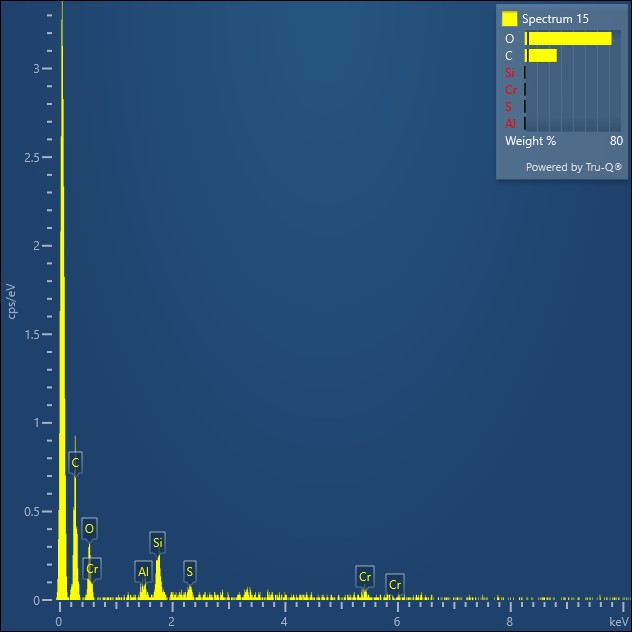 Spectrum 15
O
C
Si
Cr
S
Al
Weight % 80
Powered by Tru-Q®
3
2.5
2
1.5
1
0.5
0
cps/eV
C
O
Cr
Al
Si
S
Cr
Cr
0 2 4 6 8 keV